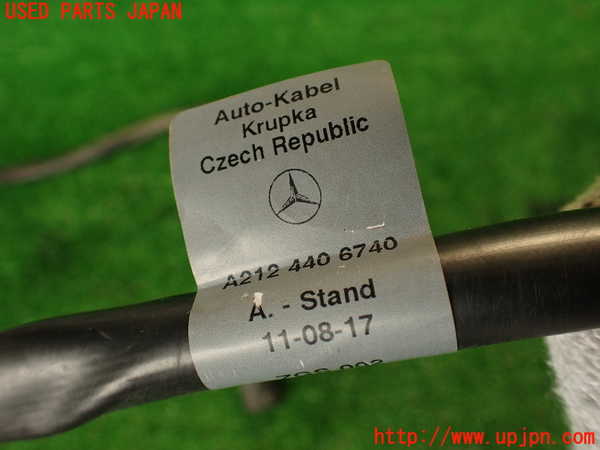 USED PARTS JAPAN
Auto-Kabel
Krupka
Czech Republic
A212 440 6740
A. - Stand
11-08-17
http://www.upjpn.com/